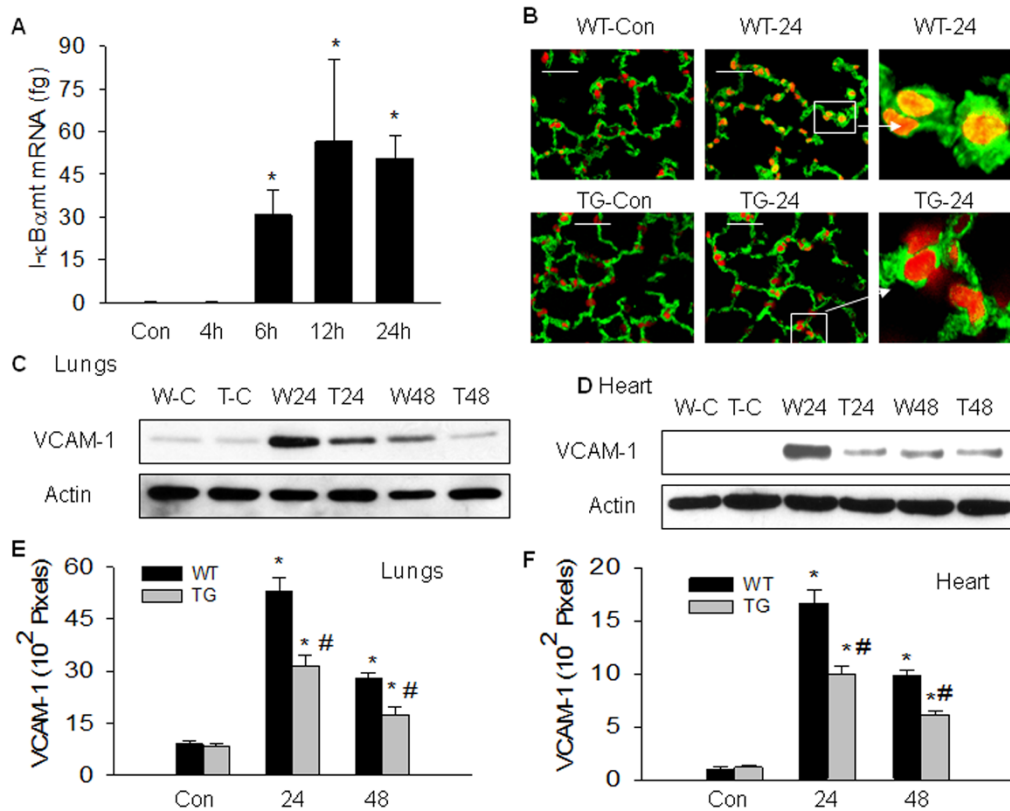 A
I-κBαmt mRNA (fg)
90
75
60
45
30
15
0
*
*
*
*
Con 4h 6h 12h 24h
B
WT-Con WT-24 WT-24
TG-Con TG-24 TG-24
C Lungs
W-C T-C W24 T24 W48 T48
VCAM-1
Actin
D Heart
W-C T-C W24 T24 W48 T48
VCAM-1
Actin
E
Lungs
WT
TG
VCAM-1 (10² Pixels)
60
45
30
15
0
*
* #
*
* #
Con 24 48
F
Heart
WT
TG
VCAM-1 (10² Pixels)
20
15
10
5
0
*
*#
*
*#
Con 24 48